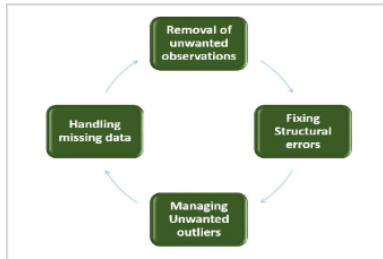 Removal of
unwanted
observations
Fixing
Structural
errors
Managing
Unwanted
outliers
Handling
missing data